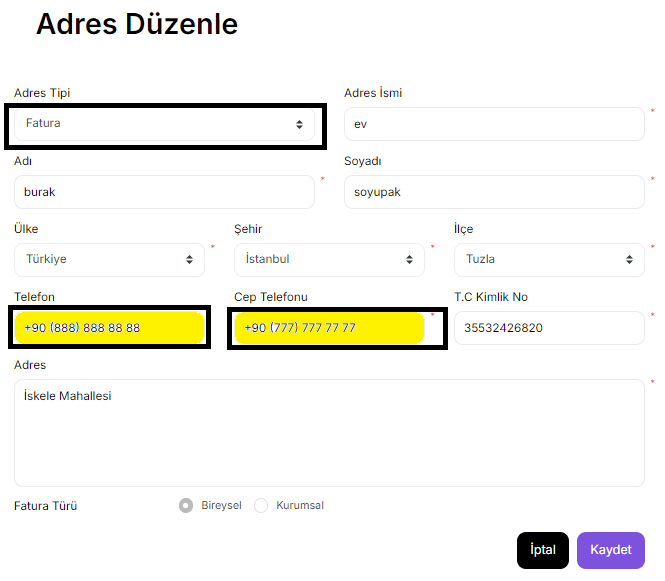 Adres Düzenle
Adres Tipi
Adres İsmi
Fatura
ev
*
Adı
Soyadı
burak
*
soyupak
*
Ülke
Şehir
İlçe
Türkiye
*
İstanbul
*
Tuzla
*
Telefon
Cep Telefonu
T.C Kimlik No
+90 (888) 888 88 88
+90 (777) 777 77 77
*
35532426820
*
Adres
İskele Mahallesi
*
Fatura Türü
Bireysel
Kurumsal
İptal
Kaydet